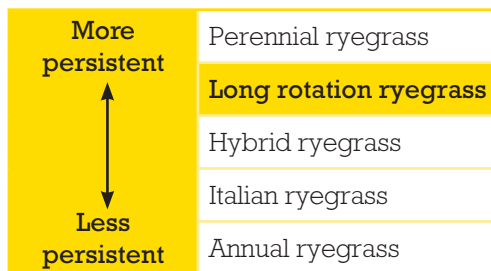 More
persistent
Less
persistent
Perennial ryegrass
Long rotation ryegrass
Hybrid ryegrass
Italian ryegrass
Annual ryegrass